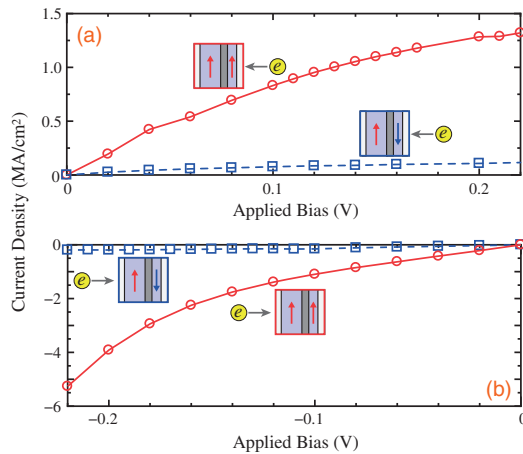 (a)
1.5
1.0
0.5
0
e
e
0
0.1
0.2
Applied Bias (V)
Current Density (MA/cm²)
0
−2
−4
−6
e
e
(b)
−0.2
−0.1
0
Applied Bias (V)